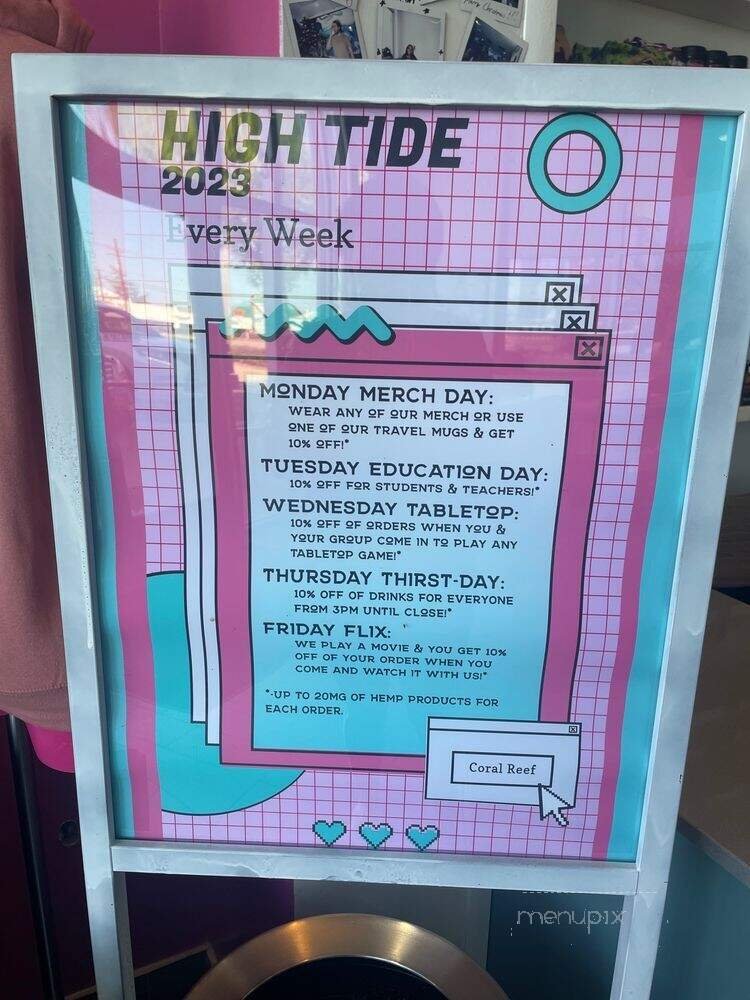 HIGH TIDE
2023
Every Week
MONDAY MERCH DAY:
WEAR ANY OF OUR MERCH OR USE
ONE OF OUR TRAVEL MUGS & GET
10% OFF!*
TUESDAY EDUCATION DAY:
10% OFF FOR STUDENTS & TEACHERS!*
WEDNESDAY TABLETOP:
10% OFF OF ORDERS WHEN YOU &
YOUR GROUP COME IN TO PLAY ANY
TABLETOP GAME!*
THURSDAY THIRST-DAY:
10% OFF OF DRINKS FOR EVERYONE
FROM 3PM UNTIL CLOSE!*
FRIDAY FLIX:
WE PLAY A MOVIE & YOU GET 10%
OFF OF YOUR ORDER WHEN YOU
COME AND WATCH IT WITH US!*
*-UP TO 20MG OF HEMP PRODUCTS FOR
EACH ORDER.
Coral Reef
menupix